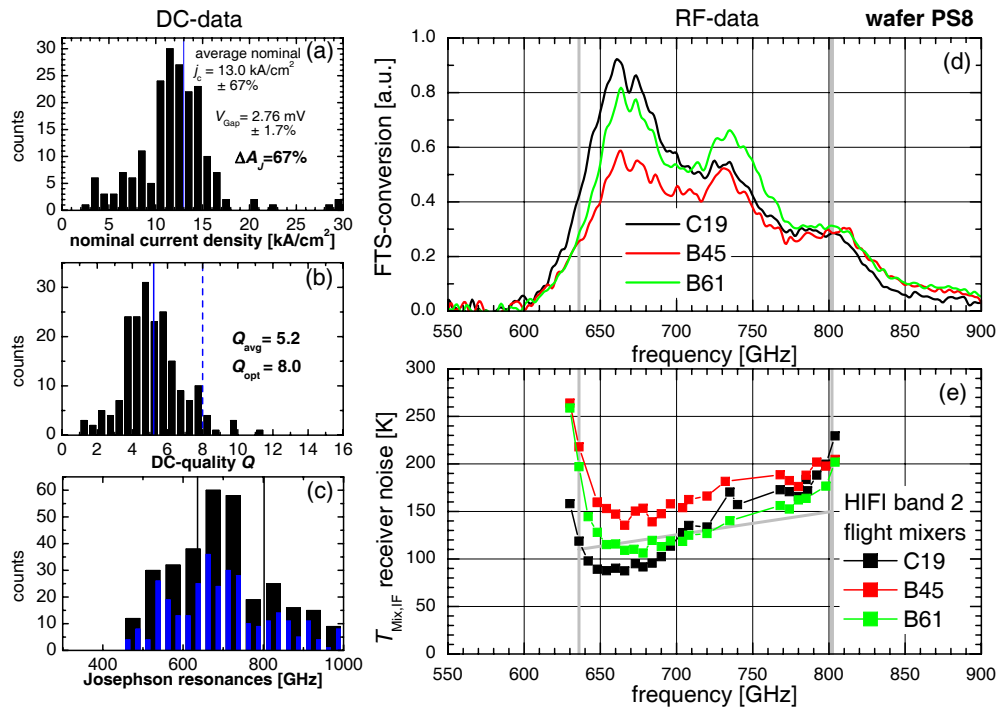 DC-data
RF-data
wafer PS8
(a)
average nominal
j_c = 13.0 kA/cm²
± 67%
V_Gap = 2.76 mV
± 1.7%
ΔA_J=67%
counts
30
20
10
0
0 5 10 15 20 25 30
nominal current density [kA/cm²]
(b)
Q_avg = 5.2
Q_opt = 8.0
counts
30
20
10
0
0 2 4 6 8 10 12 14 16
DC-quality Q
(c)
counts
60
50
40
30
20
10
0
400 600 800 1000
Josephson resonances [GHz]
(d)
FTS-conversion [a.u.]
1.0
0.8
0.6
0.4
0.2
0.0
C19
B45
B61
550 600 650 700 750 800 850 900
frequency [GHz]
(e)
T_Mix,IF receiver noise [K]
300
250
200
150
100
50
0
HIFI band 2
flight mixers
C19
B45
B61
550 600 650 700 750 800 850 900
frequency [GHz]